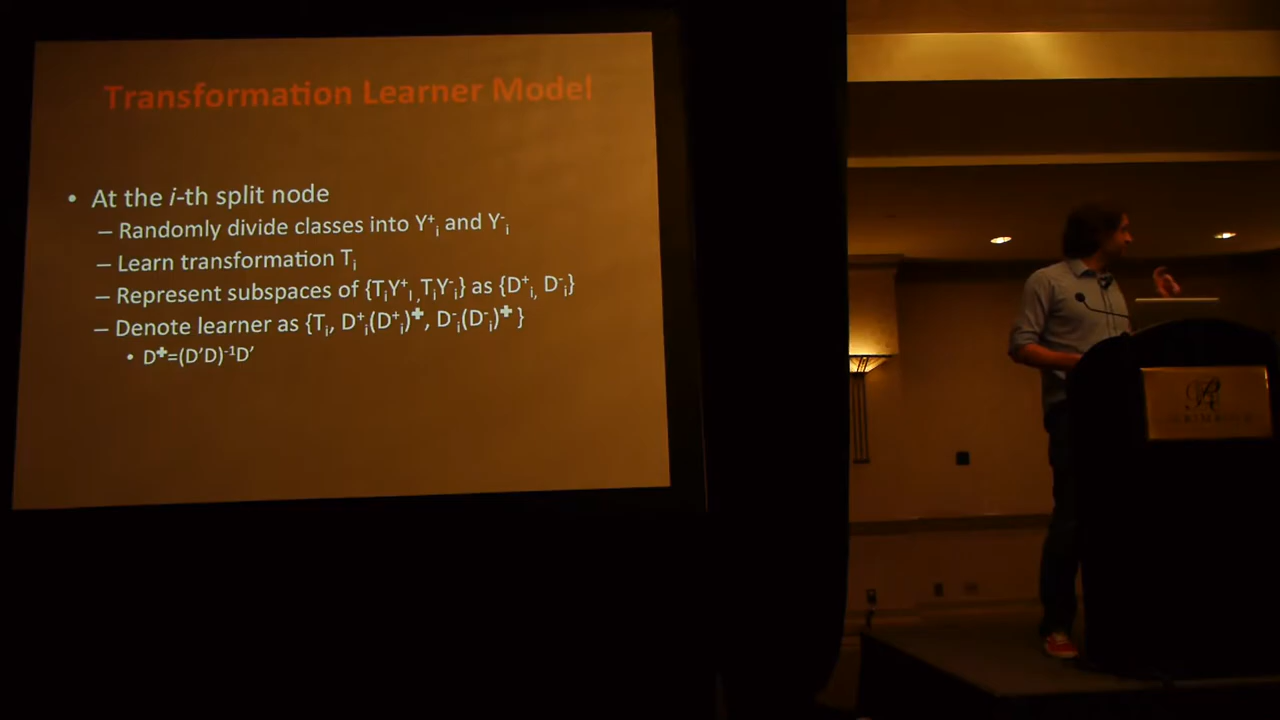 Transformation Learner Model
• At the i-th split node
– Randomly divide classes into Y⁺ᵢ and Y⁻ᵢ
– Learn transformation Tᵢ
– Represent subspaces of {TᵢY⁺ᵢ, TᵢY⁻ᵢ} as {D⁺ᵢ, D⁻ᵢ}
– Denote learner as {Tᵢ, D⁺ᵢ(D⁺ᵢ)✚, D⁻ᵢ(D⁻ᵢ)✚ }
• D✚=(D’D)⁻¹D’